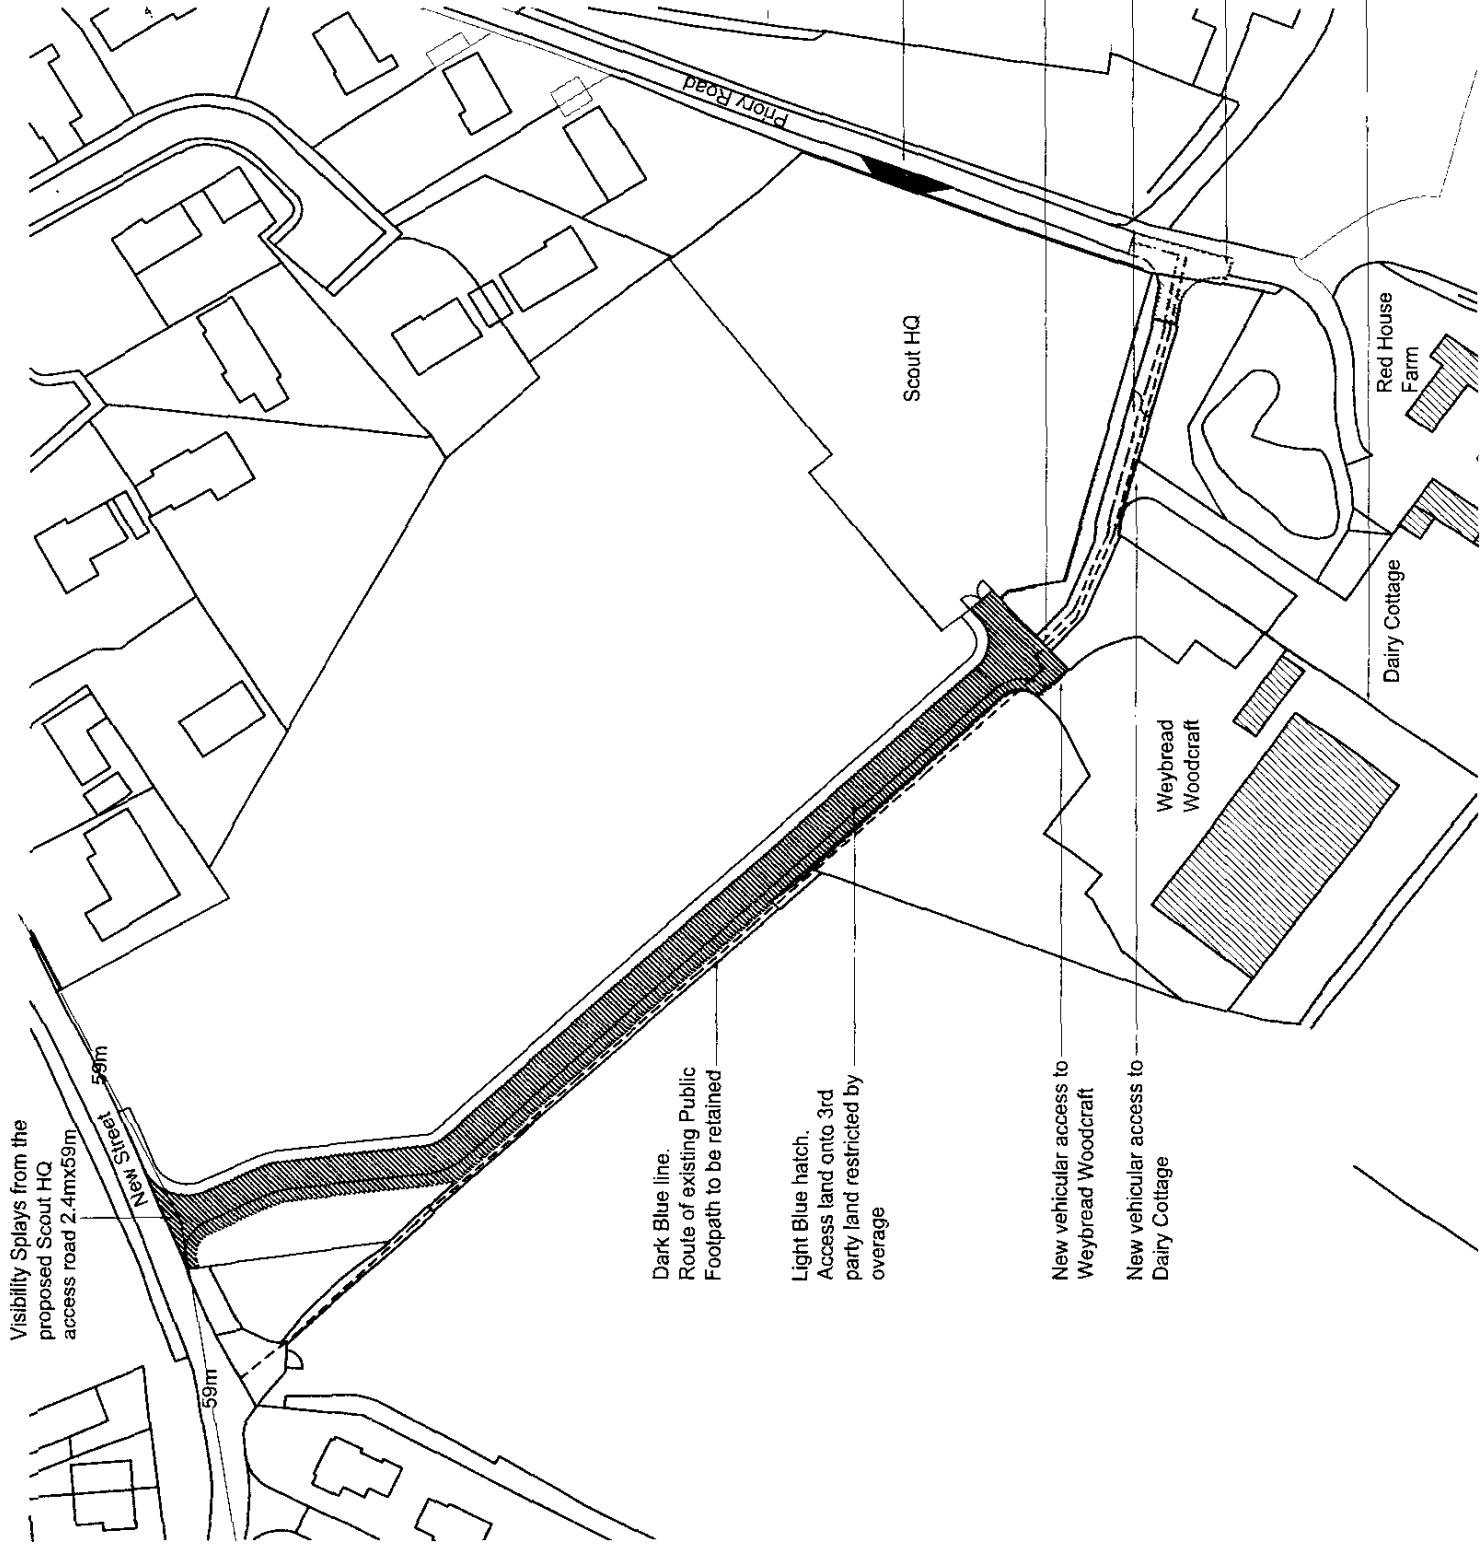 Visibility Splays from the
proposed Scout HQ
access road 2.4mx59m
New Street
59m
59m
Priory Road
Scout HQ
Red House
Farm
Dairy Cottage
Weybread
Woodcraft
Dark Blue line.
Route of existing Public
Footpath to be retained
Light Blue hatch.
Access land onto 3rd
party land restricted by
overage
New vehicular access to
Weybread Woodcraft
New vehicular access to
Dairy Cottage
4